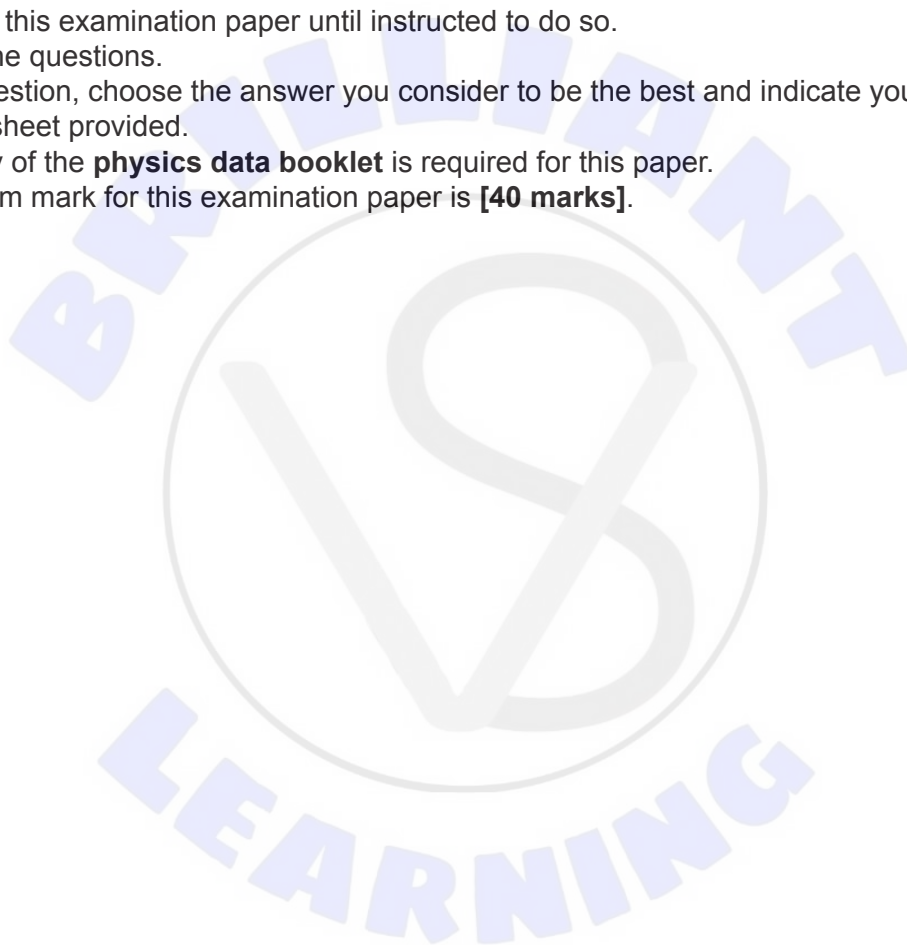 this examination paper until instructed to do so.
ne questions.
estion, choose the answer you consider to be the best and indicate you
sheet provided.
y of the physics data booklet is required for this paper.
m mark for this examination paper is [40 marks].
BRILLIANT
VS
LEARNING